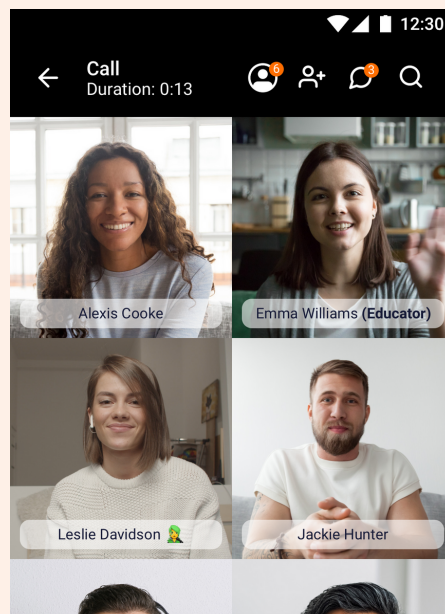 12:30
Call
Duration: 0:13
6
3
Alexis Cooke
Emma Williams (Educator)
Leslie Davidson 🧝‍♀️
Jackie Hunter